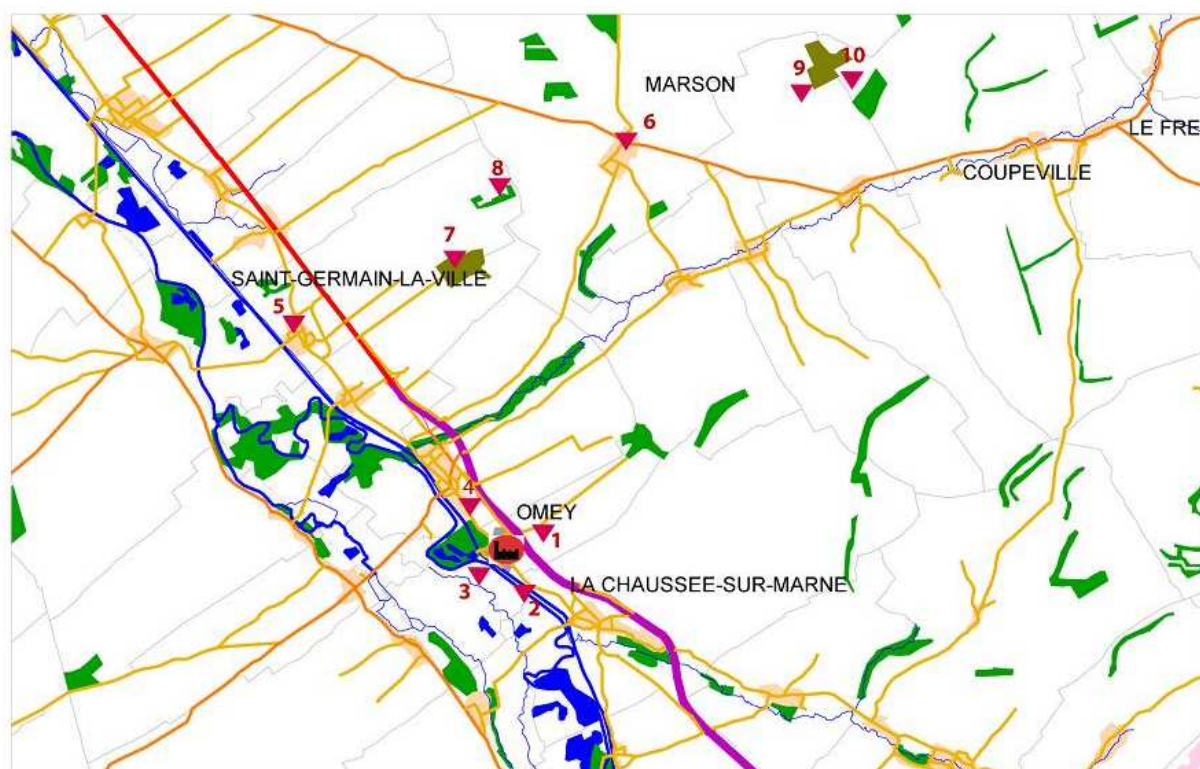 9
10
MARSON
6
LE FRE
8
COUPEVILLE
7
SAINT-GERMAIN-LA-VILLE
5
4
OMEY
1
3
LA CHAUSSEE-SUR-MARNE
2